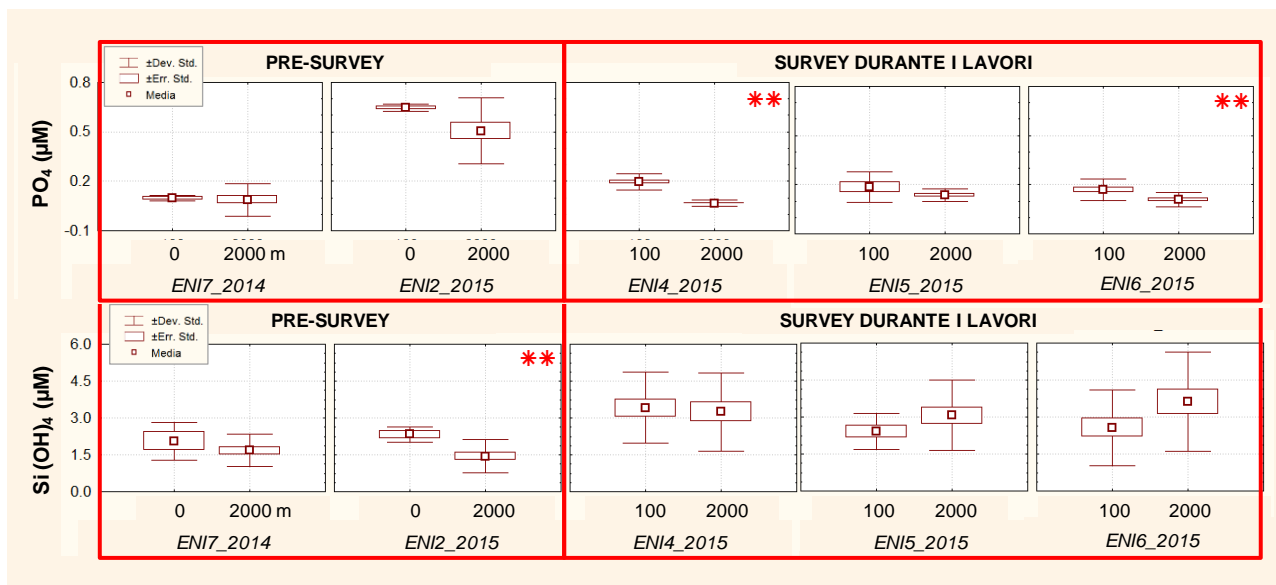 PRE-SURVEY
SURVEY DURANTE I LAVORI
±Dev. Std.
±Err. Std.
Media
PO4 (µM)
0.8
0.5
0.2
-0.1
0 2000 m
0 2000
100 2000
100 2000
100 2000
ENI7_2014
ENI2_2015
ENI4_2015
ENI5_2015
ENI6_2015
**
**
PRE-SURVEY
SURVEY DURANTE I LAVORI
±Dev. Std.
±Err. Std.
Media
Si (OH)4 (µM)
6.0
4.5
3.0
1.5
0.0
**
0 2000 m
0 2000
100 2000
100 2000
100 2000
ENI7_2014
ENI2_2015
ENI4_2015
ENI5_2015
ENI6_2015